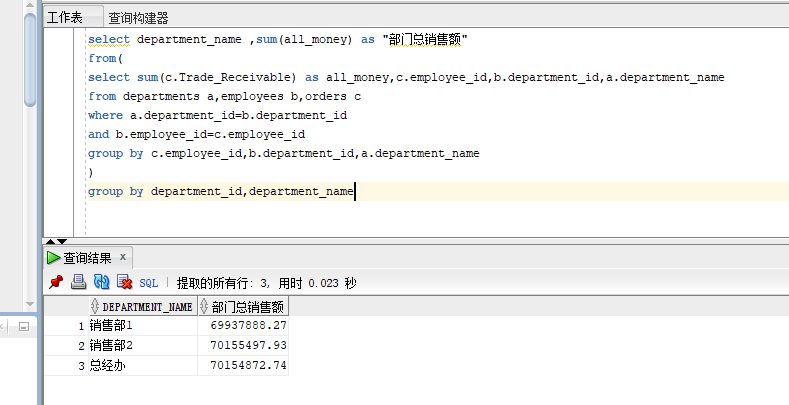 工作表 查询构建器
select department_name ,sum(all_money) as "部门总销售额"
from(
select sum(c.Trade_Receivable) as all_money,c.employee_id,b.department_id,a.department_name
from departments a,employees b,orders c
where a.department_id=b.department_id
and b.employee_id=c.employee_id
group by c.employee_id,b.department_id,a.department_name
)
group by department_id,department_name
查询结果 x
SQL | 提取的所有行: 3, 用时 0.023 秒
DEPARTMENT_NAME 部门总销售额
1 销售部1 69937888.27
2 销售部2 70155497.93
3 总经办 70154872.74